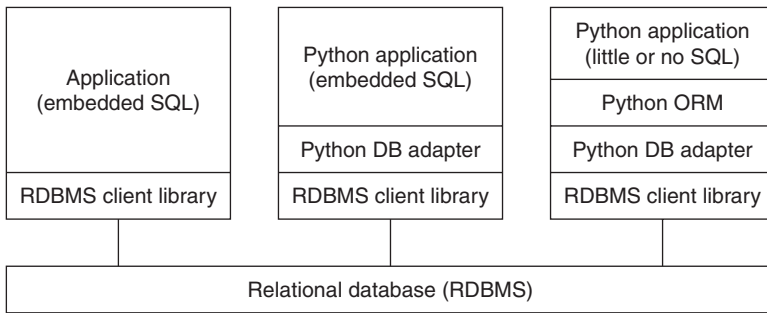 Application
(embedded SQL)
RDBMS client library
Python application
(embedded SQL)
Python DB adapter
RDBMS client library
Python application
(little or no SQL)
Python ORM
Python DB adapter
RDBMS client library
Relational database (RDBMS)